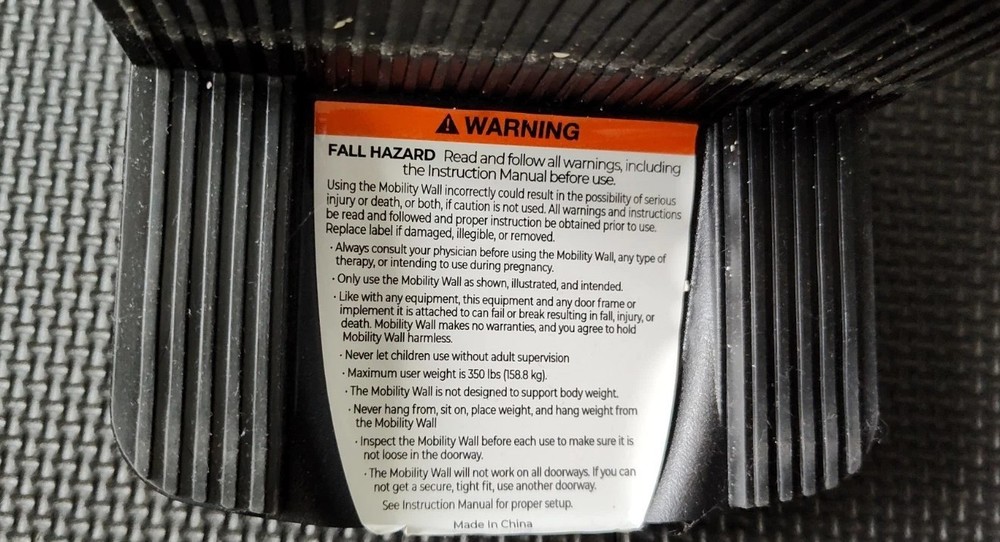 WARNING
FALL HAZARD Read and follow all warnings, including
the Instruction Manual before use.
Using the Mobility Wall incorrectly could result in the possibility of serious
injury or death, or both, if caution is not used. All warnings and instructions
be read and followed and proper instruction be obtained prior to use.
Replace label if damaged, illegible, or removed.
· Always consult your physician before using the Mobility Wall, any type of
therapy, or intending to use during pregnancy.
· Only use the Mobility Wall as shown, illustrated, and intended.
· Like with any equipment, this equipment and any door frame or
implement it is attached to can fail or break resulting in fall, injury, or
death. Mobility Wall makes no warranties, and you agree to hold
Mobility Wall harmless.
· Never let children use without adult supervision
· Maximum user weight is 350 lbs (158.8 kg).
· The Mobility Wall is not designed to support body weight.
· Never hang from, sit on, place weight, and hang weight from
the Mobility Wall
· Inspect the Mobility Wall before each use to make sure it is
not loose in the doorway.
· The Mobility Wall will not work on all doorways. If you can
not get a secure, tight fit, use another doorway.
See Instruction Manual for proper setup.
Made In China